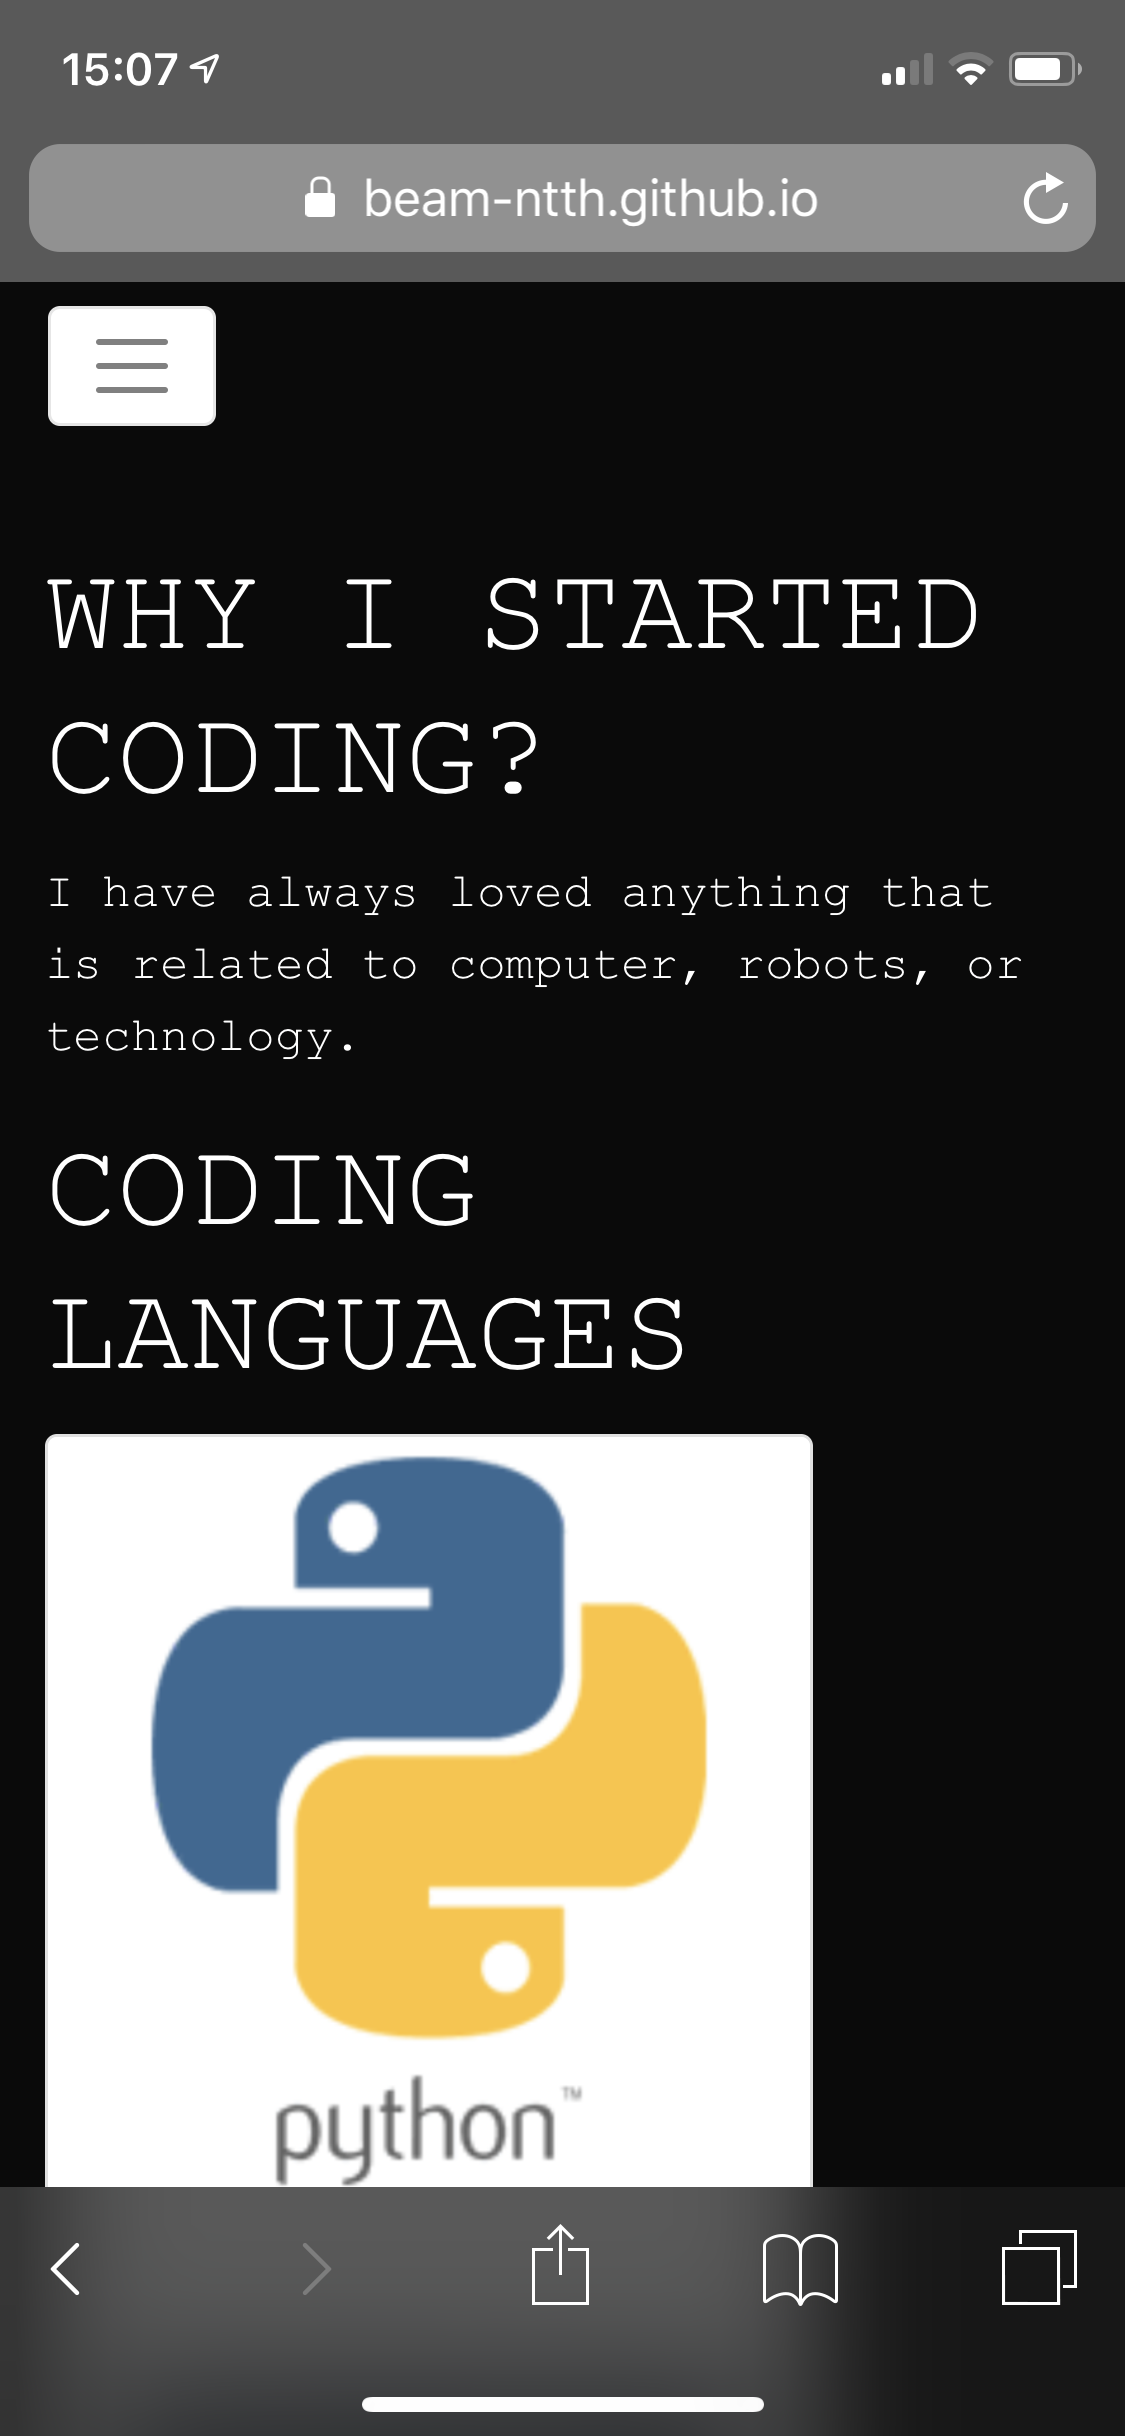 15:07
beam-ntth.github.io
WHY I STARTED
CODING?
I have always loved anything that
is related to computer, robots, or
technology.
CODING
LANGUAGES
python™